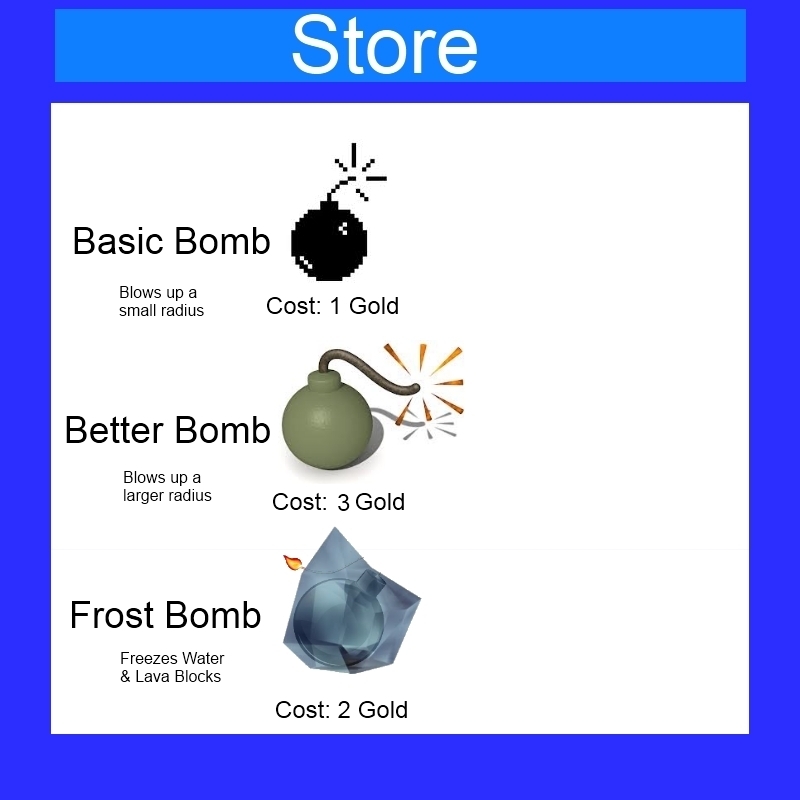 Store
Basic Bomb
Blows up a
small radius
Cost: 1 Gold
Better Bomb
Blows up a
larger radius
Cost: 3 Gold
Frost Bomb
Freezes Water
& Lava Blocks
Cost: 2 Gold